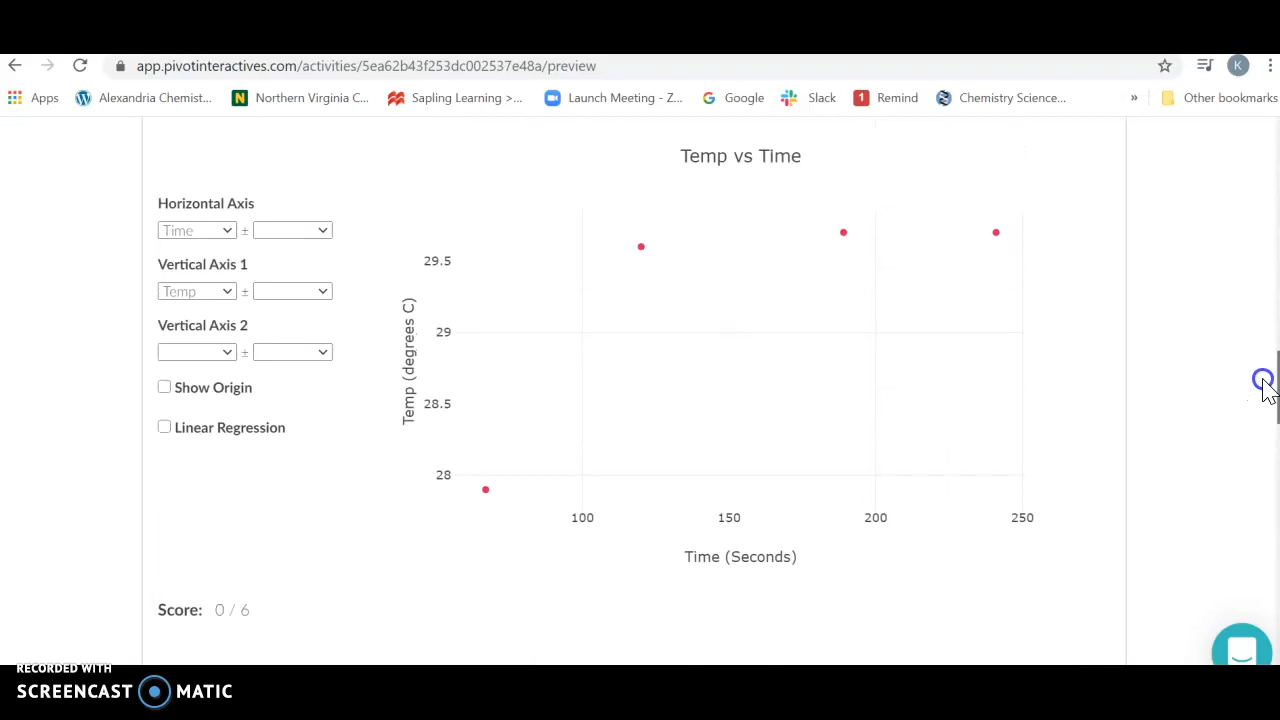 app.pivotinteractives.com/activities/5ea62b43f253dc002537e48a/preview K
Apps Alexandria Chemist... N Northern Virginia C... Sapling Learning >... Launch Meeting - Z... Google Slack 1 Remind Chemistry Science... » Other bookmarks
Temp vs Time
Horizontal Axis
Time ±
Vertical Axis 1
Temp ±
Vertical Axis 2
±
Show Origin
Linear Regression
Temp (degrees C)
29.5
29
28.5
28
100 150 200 250
Time (Seconds)
Score: 0 / 6
RECORDED WITH
SCREENCAST MATIC